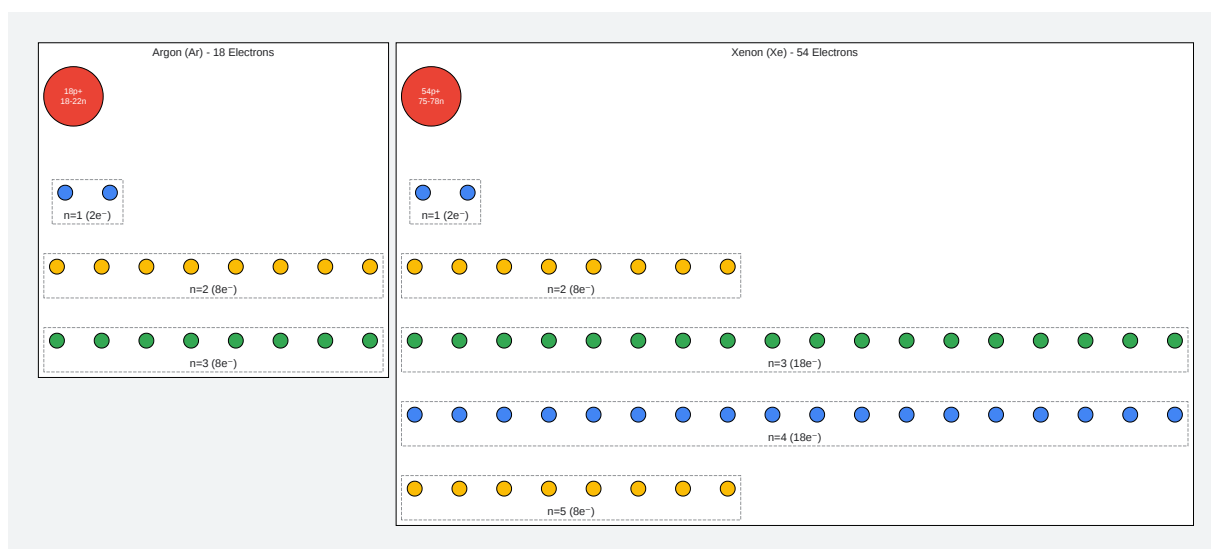 Argon (Ar) - 18 Electrons
18p+
18-22n
n=1 (2e⁻)
n=2 (8e⁻)
n=3 (8e⁻)
Xenon (Xe) - 54 Electrons
54p+
75-78n
n=1 (2e⁻)
n=2 (8e⁻)
n=3 (18e⁻)
n=4 (18e⁻)
n=5 (8e⁻)